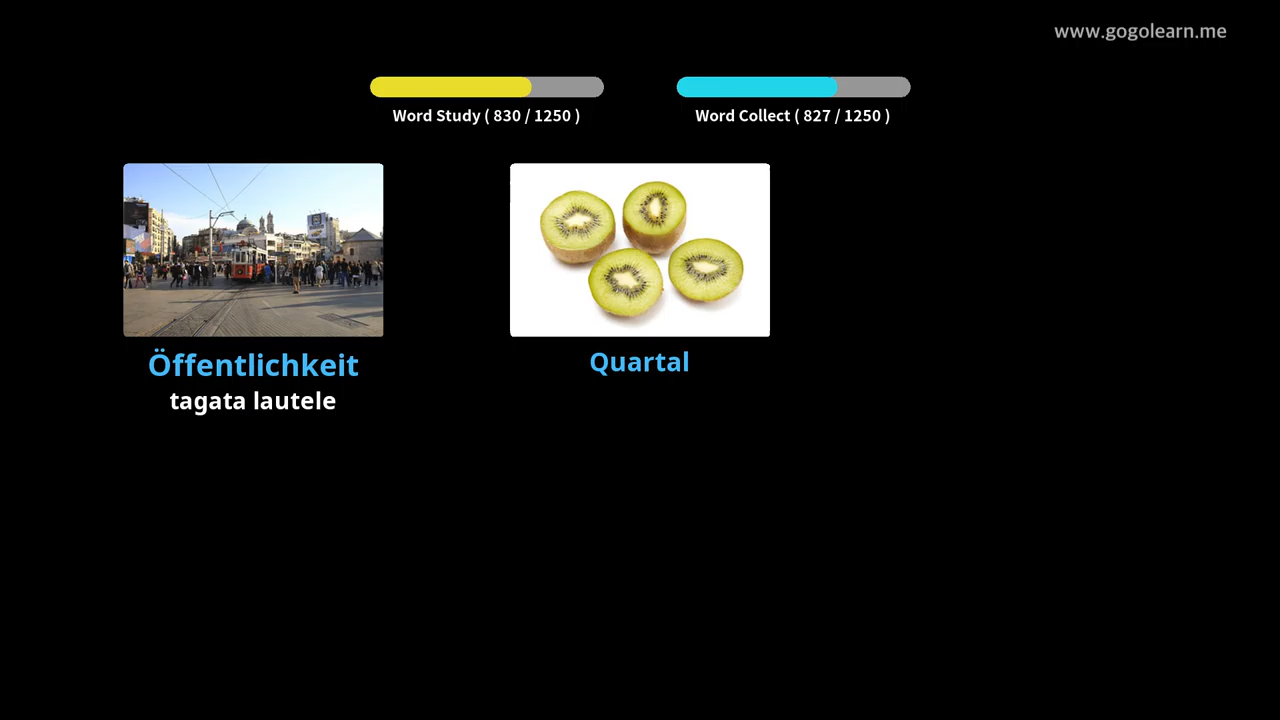 www.gogolearn.me
Word Study ( 830 / 1250 )
Word Collect ( 827 / 1250 )
Öffentlichkeit
tagata lautele
Quartal